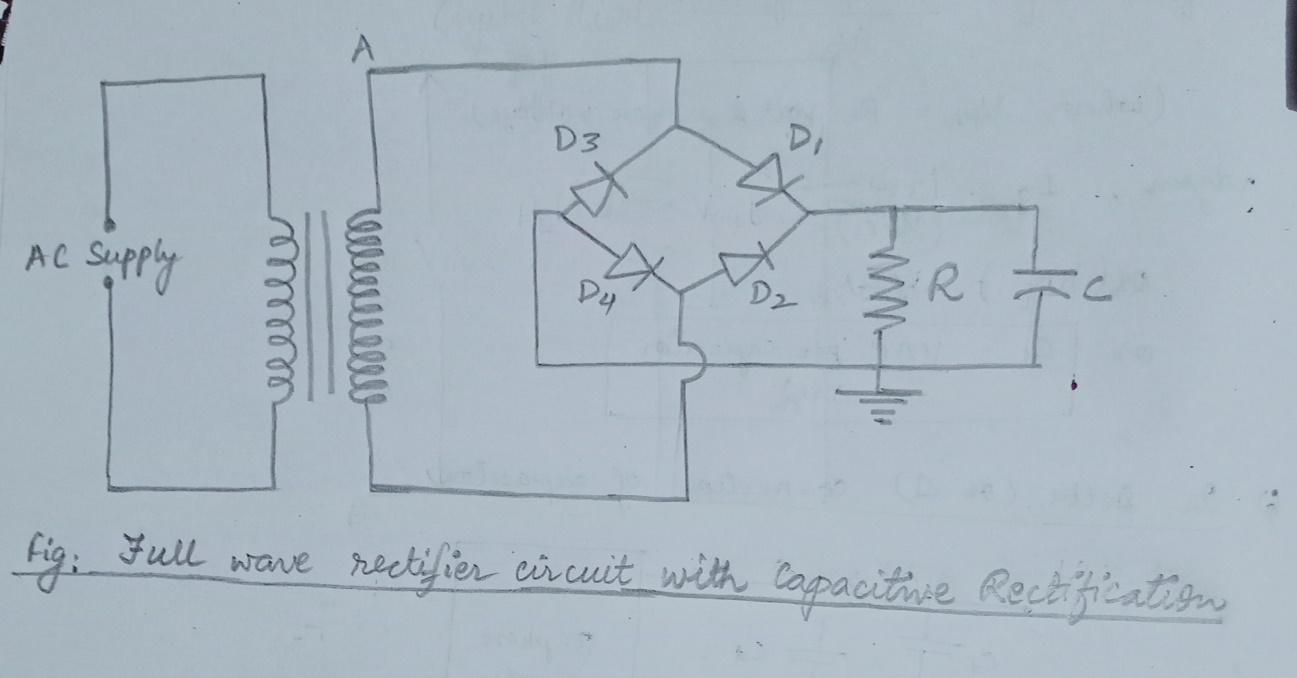 A
D3
D1
AC Supply
D4
D2
R
C
Fig: Full wave rectifier circuit with Capacitive Rectification